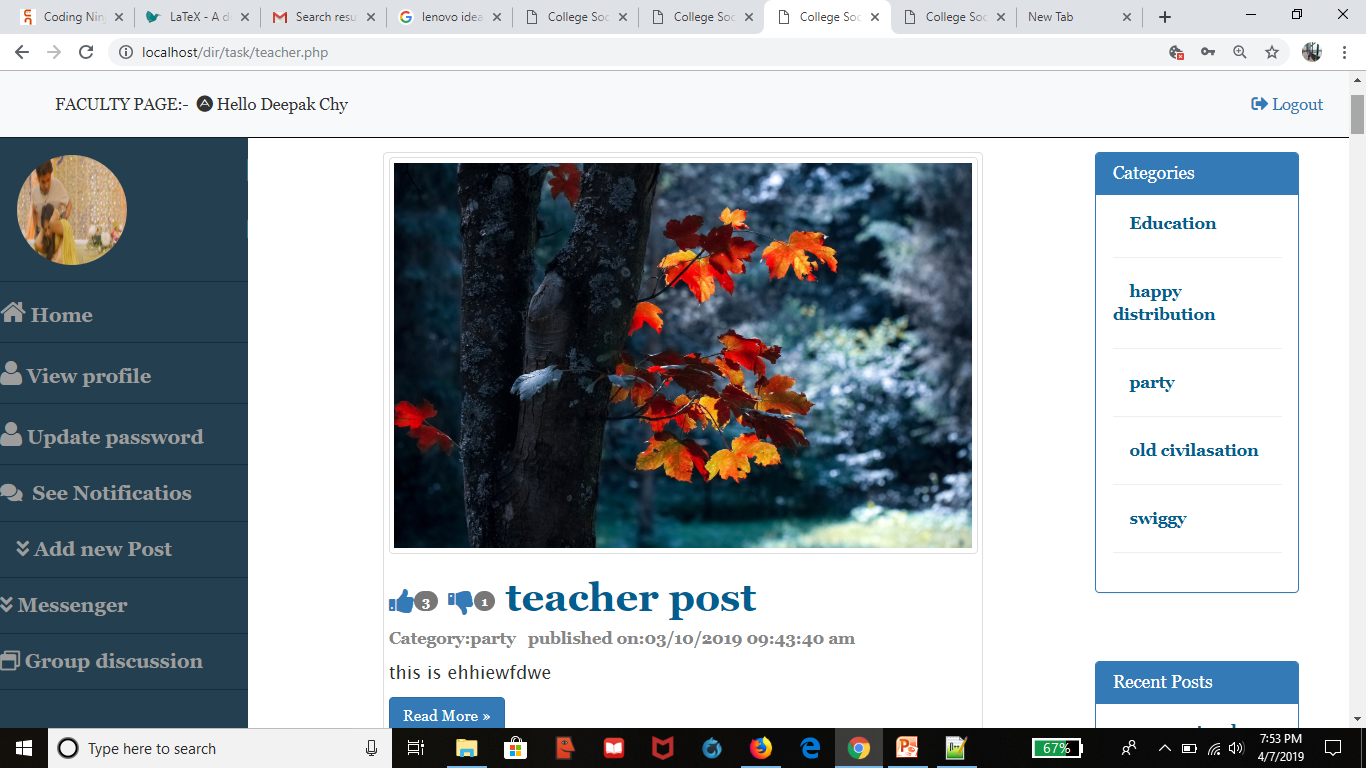 Coding Nin
LaTeX - A d
Search resu
lenovo idea
College Soc
College Soc
College Soc
College Soc
New Tab
localhost/dir/task/teacher.php
FACULTY PAGE:- Hello Deepak Chy
Logout
Home
View profile
Update password
See Notificatios
Add new Post
Messenger
Group discussion
3
1
teacher post
Category:party published on:03/10/2019 09:43:40 am
this is ehhiewfdwe
Read More »
Categories
Education
happy
distribution
party
old civilasation
swiggy
Recent Posts
Type here to search
67%
7:53 PM
4/7/2019